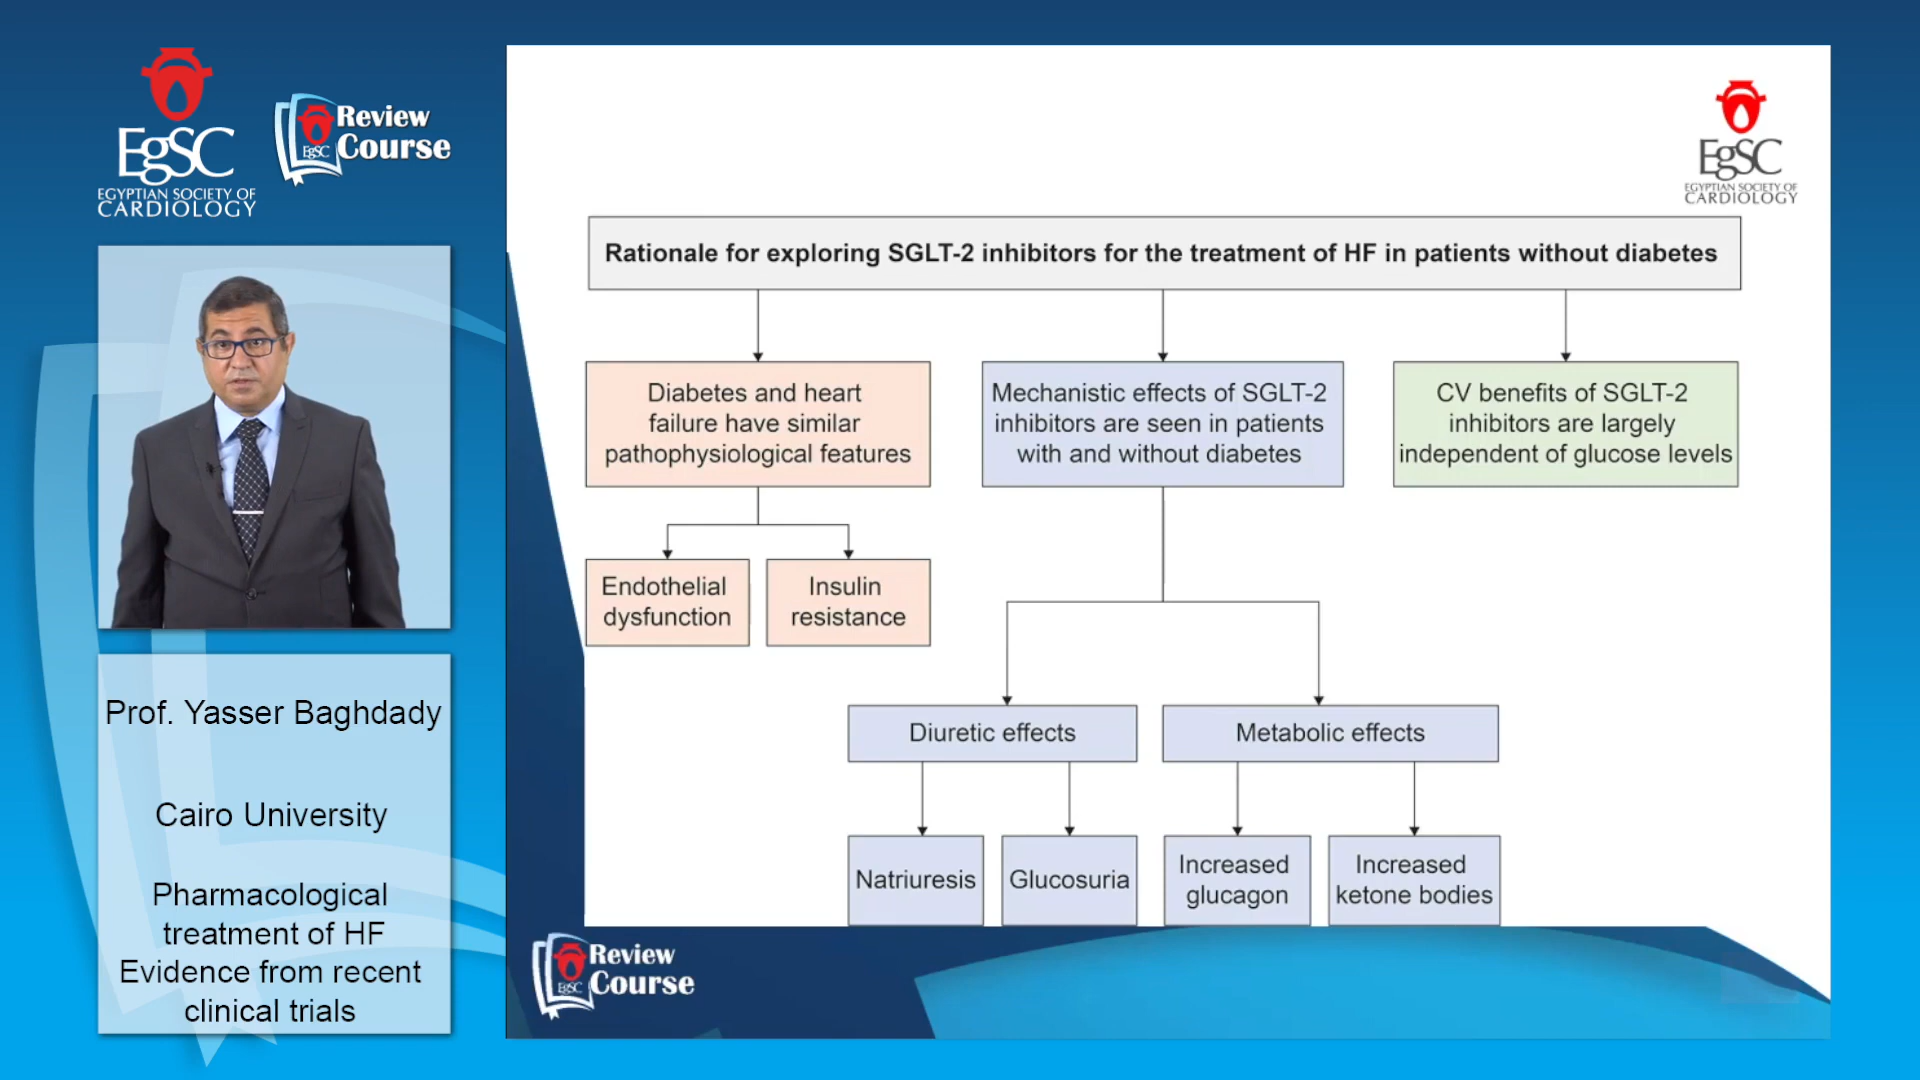 EgSC
EGYPTIAN SOCIETY OF
CARDIOLOGY
Review
Course
EgSC
Prof. Yasser Baghdady
Cairo University
Pharmacological
treatment of HF
Evidence from recent
clinical trials
EgSC
EGYPTIAN SOCIETY OF
CARDIOLOGY
Rationale for exploring SGLT-2 inhibitors for the treatment of HF in patients without diabetes
Diabetes and heart
failure have similar
pathophysiological features
Mechanistic effects of SGLT-2
inhibitors are seen in patients
with and without diabetes
CV benefits of SGLT-2
inhibitors are largely
independent of glucose levels
Endothelial
dysfunction
Insulin
resistance
Diuretic effects
Metabolic effects
Natriuresis
Glucosuria
Increased
glucagon
Increased
ketone bodies
Review
Course
EgSC